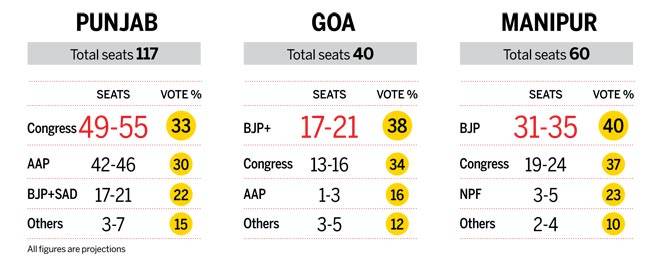 PUNJAB
Total seats 117
SEATS VOTE %
Congress 49-55 33
AAP 42-46 30
BJP+SAD 17-21 22
Others 3-7 15
All figures are projections
GOA
Total seats 40
SEATS VOTE %
BJP+ 17-21 38
Congress 13-16 34
AAP 1-3 16
Others 3-5 12
MANIPUR
Total seats 60
SEATS VOTE %
BJP 31-35 40
Congress 19-24 37
NPF 3-5 23
Others 2-4 10